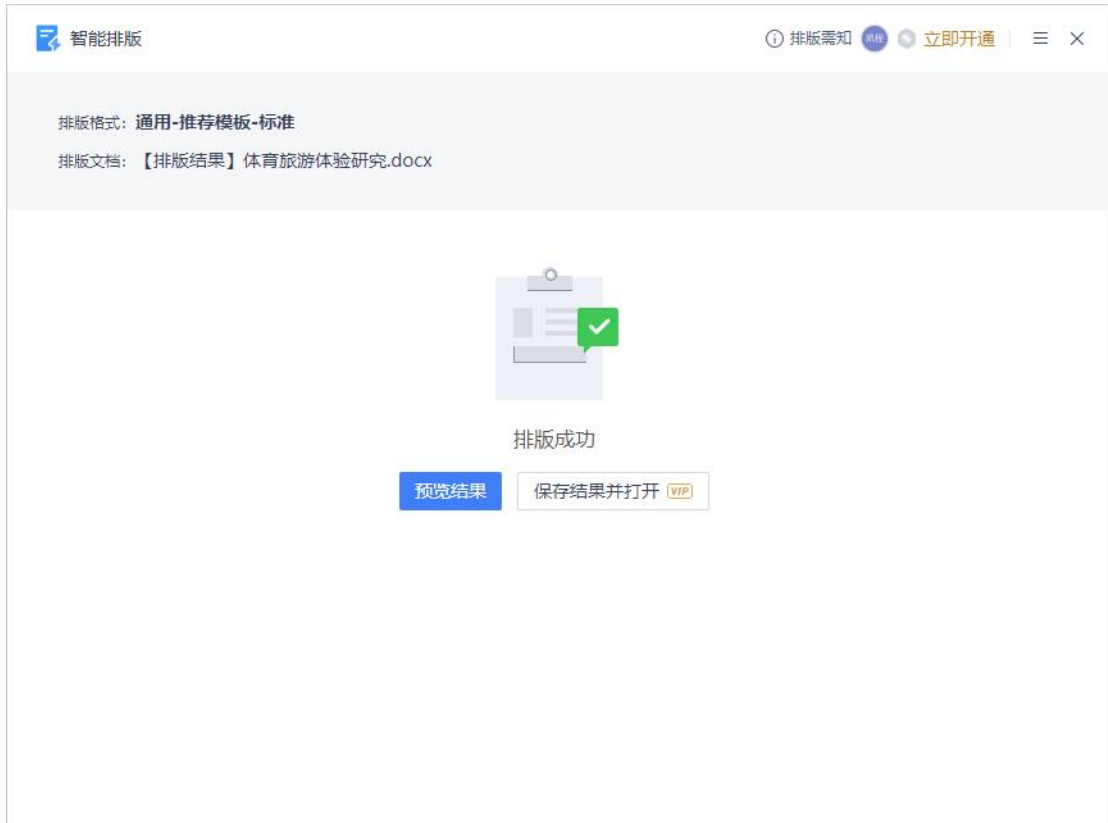 智能排版
排版需知 立即开通
排版格式: 通用-推荐模板-标准
排版文档: 【排版结果】体育旅游体验研究.docx
排版成功
预览结果 保存结果并打开 VIP